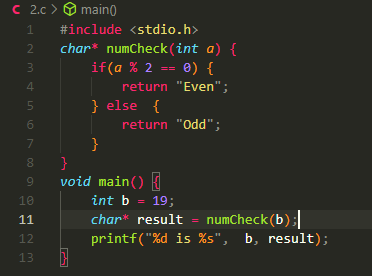 C 2.c > main()
1 #include <stdio.h>
2 char* numCheck(int a) {
3     if(a % 2 == 0) {
4         return "Even";
5     } else  {
6         return "Odd";
7     }
8 }
9 void main() {
10     int b = 19;
11     char* result = numCheck(b);
12     printf("%d is %s",  b, result);
13 }